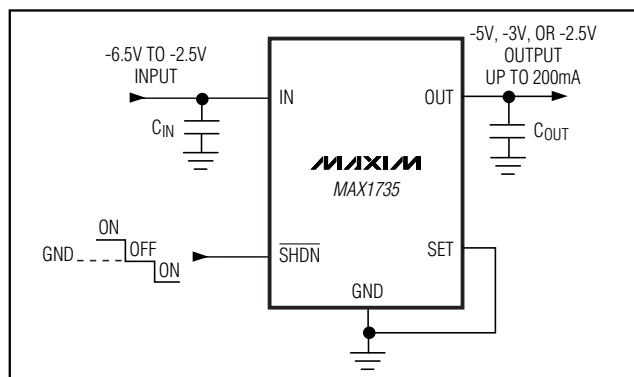 -6.5V TO -2.5V
INPUT
-5V, -3V, OR -2.5V
OUTPUT
UP TO 200mA
IN
OUT
CIN
COUT
MAXIM
MAX1735
ON
GND
OFF
ON
SHDN
SET
GND